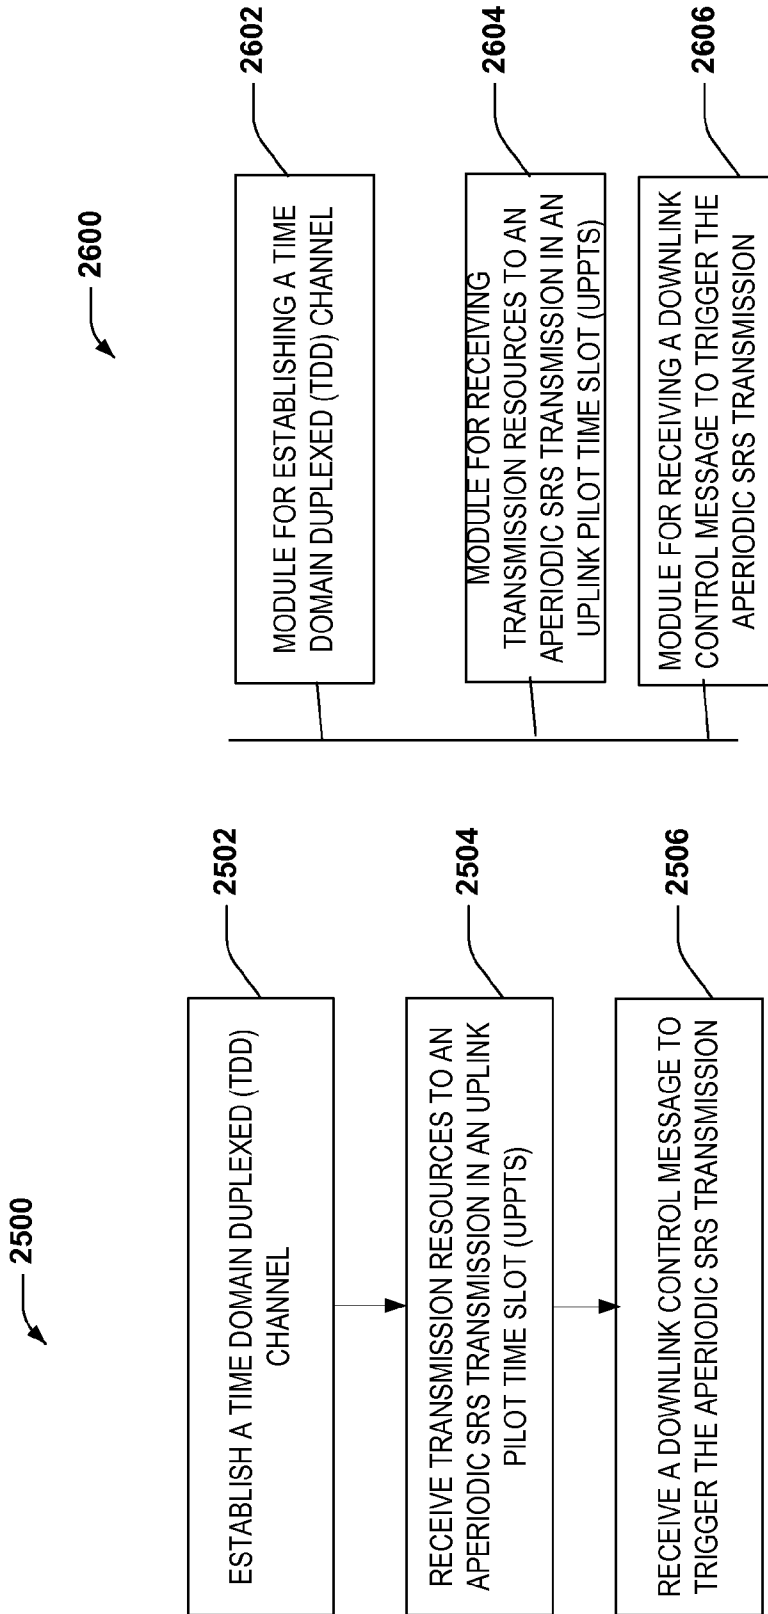 2500
ESTABLISH A TIME DOMAIN DUPLEXED (TDD)
CHANNEL
2502
RECEIVE TRANSMISSION RESOURCES TO AN
APERIODIC SRS TRANSMISSION IN AN UPLINK
PILOT TIME SLOT (UPPTS)
2504
RECEIVE A DOWNLINK CONTROL MESSAGE TO
TRIGGER THE APERIODIC SRS TRANSMISSION
2506
2600
MODULE FOR ESTABLISHING A TIME
DOMAIN DUPLEXED (TDD) CHANNEL
2602
MODULE FOR RECEIVING
TRANSMISSION RESOURCES TO AN
APERIODIC SRS TRANSMISSION IN AN
UPLINK PILOT TIME SLOT (UPPTS)
2604
MODULE FOR RECEIVING A DOWNLINK
CONTROL MESSAGE TO TRIGGER THE
APERIODIC SRS TRANSMISSION
2606